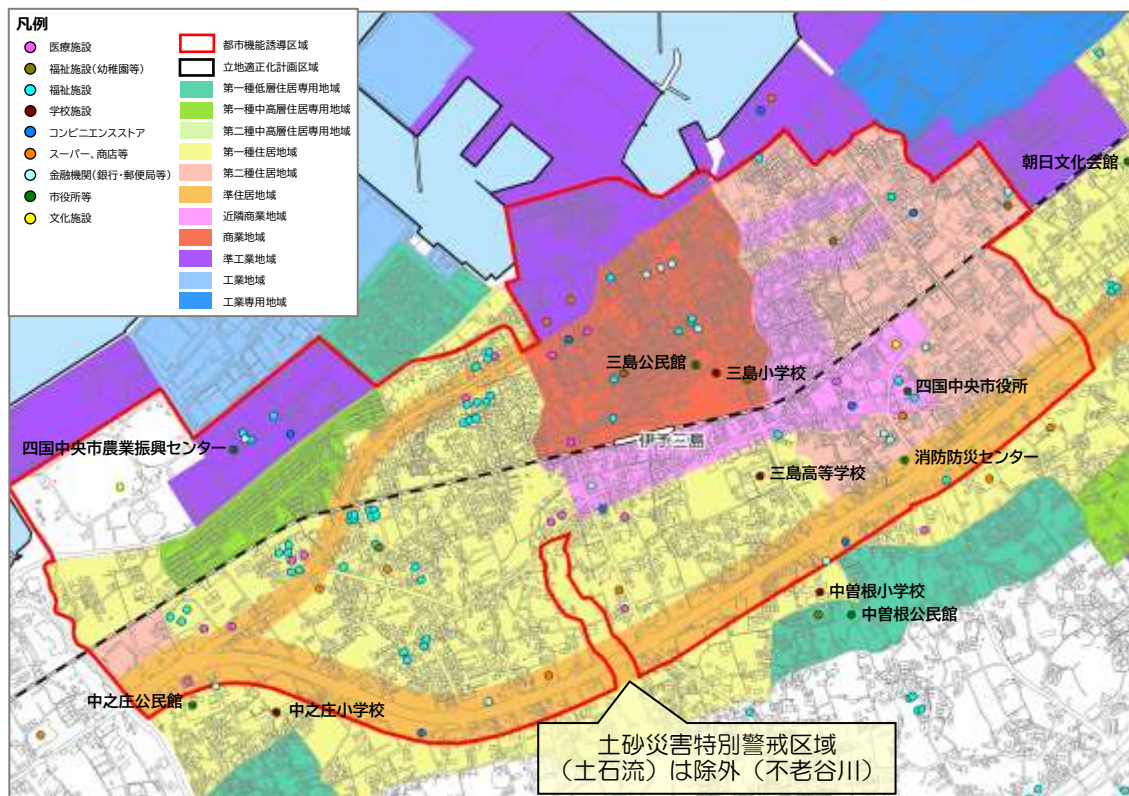 凡例
医療施設
福祉施設(幼稚園等)
福祉施設
学校施設
コンビニエンスストア
スーパー、商店等
金融機関(銀行・郵便局等)
市役所等
文化施設
都市機能誘導区域
立地適正化計画区域
第一種低層住居専用地域
第一種中高層住居専用地域
第二種中高層住居専用地域
第一種住居地域
第二種住居地域
準住居地域
近隣商業地域
商業地域
準工業地域
工業地域
工業専用地域
朝日文化会館
三島公民館
三島小学校
四国中央市役所
伊予三島
四国中央市農業振興センター
消防防災センター
三島高等学校
中曽根小学校
中曽根公民館
中之庄公民館
中之庄小学校
土砂災害特別警戒区域
(土石流)は除外(不老谷川)